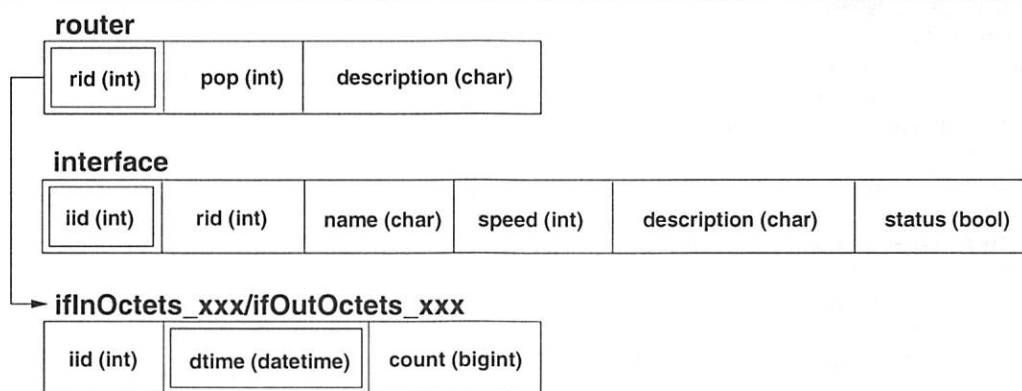 router
rid (int) pop (int) description (char)
interface
iid (int) rid (int) name (char) speed (int) description (char) status (bool)
ifInOctets_xxx/ifOutOctets_xxx
iid (int) dtime (datetime) count (bigint)